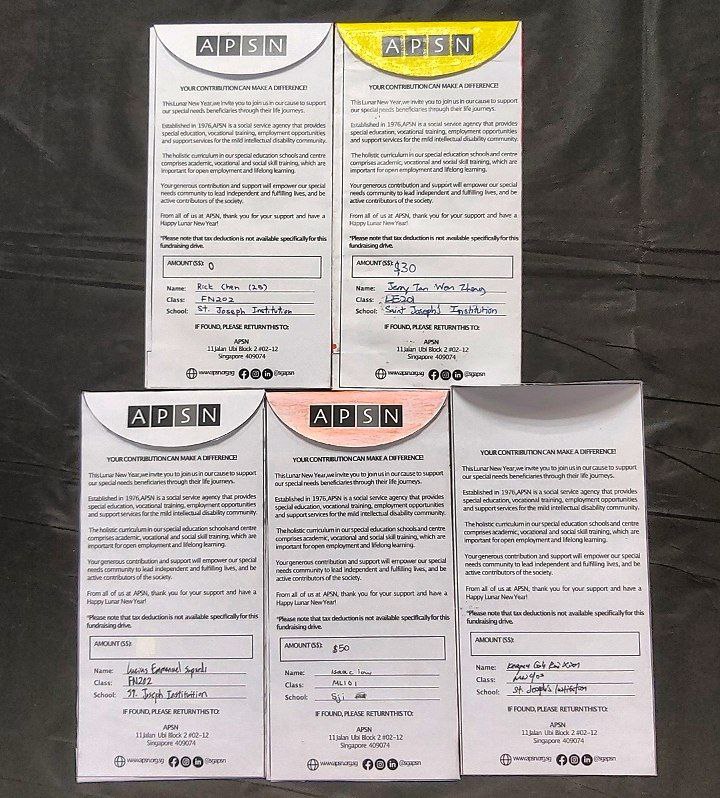 APSN
YOUR CONTRIBUTION CAN MAKE A DIFFERENCE!
This Lunar New Year, we invite you to join us in our cause to support
our special needs beneficiaries through their life journeys.
Established in 1976, APSN is a social service agency that provides
special education, vocational training, employment opportunities
and support services for the mild intellectual disability community.
The holistic curriculum in our special education schools and centre
comprises academic, vocational and social skill training, which are
important for open employment and lifelong learning.
Your generous contribution and support will empower our special
needs community to lead independent and fulfilling lives, and be
active contributors of the society.
From all of us at APSN, thank you for your support and have a
Happy Lunar New Year!
*Please note that tax deduction is not available specifically for this
fundraising drive.
AMOUNT (S$): 0
Name: Rick Chen (25)
Class: FN202
School: St. Joseph Institution
IF FOUND, PLEASE RETURN THIS TO:
APSN
11 Jalan Ubi Block 2 #02-12
Singapore 409074
www.apsn.org.sg @sgapsn
APSN
YOUR CONTRIBUTION CAN MAKE A DIFFERENCE!
This Lunar New Year, we invite you to join us in our cause to support
our special needs beneficiaries through their life journeys.
Established in 1976, APSN is a social service agency that provides
special education, vocational training, employment opportunities
and support services for the mild intellectual disability community.
The holistic curriculum in our special education schools and centre
comprises academic, vocational and social skill training, which are
important for open employment and lifelong learning.
Your generous contribution and support will empower our special
needs community to lead independent and fulfilling lives, and be
active contributors of the society.
From all of us at APSN, thank you for your support and have a
Happy Lunar New Year!
*Please note that tax deduction is not available specifically for this
fundraising drive.
AMOUNT (S$): $30
Name: Jerry Tan Wen Zheng
Class:
School: Saint Joseph's Institution
IF FOUND, PLEASE RETURN THIS TO:
APSN
11 Jalan Ubi Block 2 #02-12
Singapore 409074
www.apsn.org.sg @sgapsn
APSN
YOUR CONTRIBUTION CAN MAKE A DIFFERENCE!
This Lunar New Year, we invite you to join us in our cause to support
our special needs beneficiaries through their life journeys.
Established in 1976, APSN is a social service agency that provides
special education, vocational training, employment opportunities
and support services for the mild intellectual disability community.
The holistic curriculum in our special education schools and centre
comprises academic, vocational and social skill training, which are
important for open employment and lifelong learning.
Your generous contribution and support will empower our special
needs community to lead independent and fulfilling lives, and be
active contributors of the society.
From all of us at APSN, thank you for your support and have a
Happy Lunar New Year!
*Please note that tax deduction is not available specifically for this
fundraising drive.
AMOUNT (S$):
Name: Lucius Emmanuel
Class: FN202
School: ST. Joseph Institution
IF FOUND, PLEASE RETURN THIS TO:
APSN
11 Jalan Ubi Block 2 #02-12
Singapore 409074
www.apsn.org.sg @sgapsn
APSN
YOUR CONTRIBUTION CAN MAKE A DIFFERENCE!
This Lunar New Year, we invite you to join us in our cause to support
our special needs beneficiaries through their life journeys.
Established in 1976, APSN is a social service agency that provides
special education, vocational training, employment opportunities
and support services for the mild intellectual disability community.
The holistic curriculum in our special education schools and centre
comprises academic, vocational and social skill training, which are
important for open employment and lifelong learning.
Your generous contribution and support will empower our special
needs community to lead independent and fulfilling lives, and be
active contributors of the society.
From all of us at APSN, thank you for your support and have a
Happy Lunar New Year!
*Please note that tax deduction is not available specifically for this
fundraising drive.
AMOUNT (S$): $50
Name: Isaac low
Class: ML101
School: Sji
IF FOUND, PLEASE RETURN THIS TO:
APSN
11 Jalan Ubi Block 2 #02-12
Singapore 409074
www.apsn.org.sg @sgapsn
YOUR CONTRIBUTION CAN MAKE A DIFFERENCE!
This Lunar New Year, we invite you to join us in our cause to support
our special needs beneficiaries through their life journeys.
Established in 1976, APSN is a social service agency that provides
special education, vocational training, employment opportunities
and support services for the mild intellectual disability community.
The holistic curriculum in our special education schools and centre
comprises academic, vocational and social skill training, which are
important for open employment and lifelong learning.
Your generous contribution and support will empower our special
needs community to lead independent and fulfilling lives, and be
active contributors of the society.
From all of us at APSN, thank you for your support and have a
Happy Lunar New Year!
*Please note that tax deduction is not available specifically for this
fundraising drive.
AMOUNT (S$):
Name:
Class:
School: St. Joseph's Institution
IF FOUND, PLEASE RETURN THIS TO:
APSN
11 Jalan Ubi Block 2 #02-12
Singapore 409074
www.apsn.org.sg @sgapsn